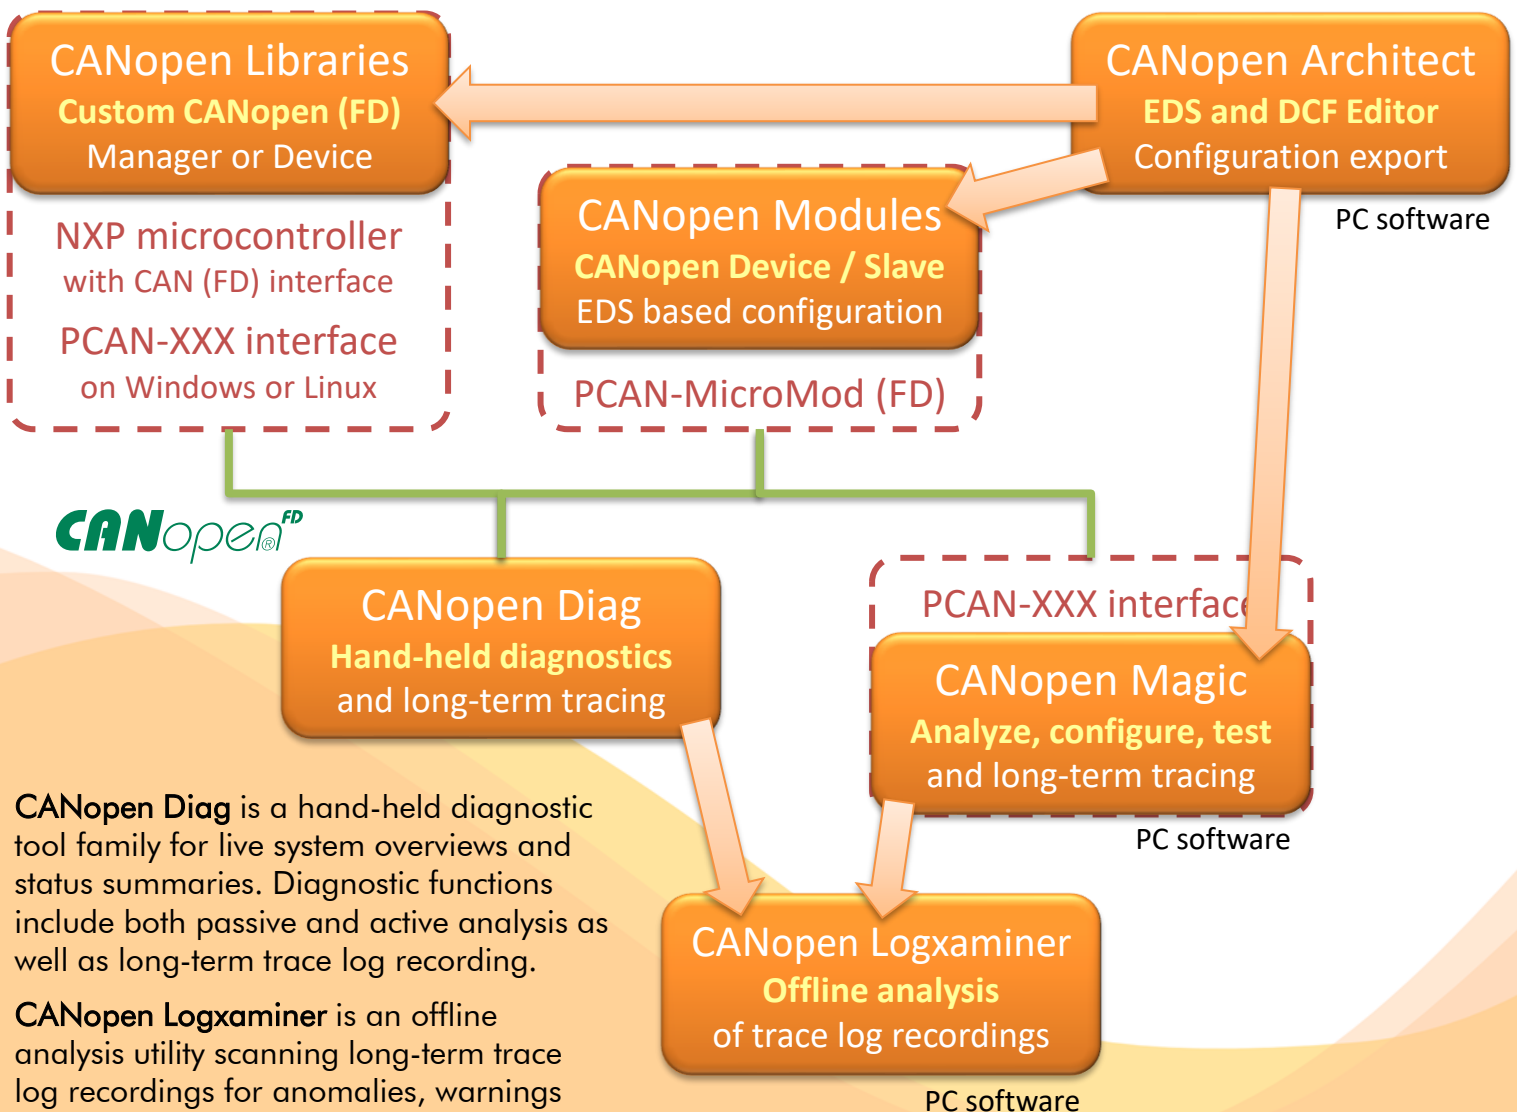 CANopen Libraries
Custom CANopen (FD)
Manager or Device
NXP microcontroller
with CAN (FD) interface
PCAN-XXX interface
on Windows or Linux
CANopen Architect
EDS and DCF Editor
Configuration export
PC software
CANopen Modules
CANopen Device / Slave
EDS based configuration
PCAN-MicroMod (FD)
CANopen® FD
CANopen Diag
Hand-held diagnostics
and long-term tracing
PCAN-XXX interface
CANopen Magic
Analyze, configure, test
and long-term tracing
PC software
CANopen Diag is a hand-held diagnostic
tool family for live system overviews and
status summaries. Diagnostic functions
include both passive and active analysis as
well as long-term trace log recording.
CANopen Logxaminer is an offline
analysis utility scanning long-term trace
log recordings for anomalies, warnings
CANopen Logxaminer
Offline analysis
of trace log recordings
PC software